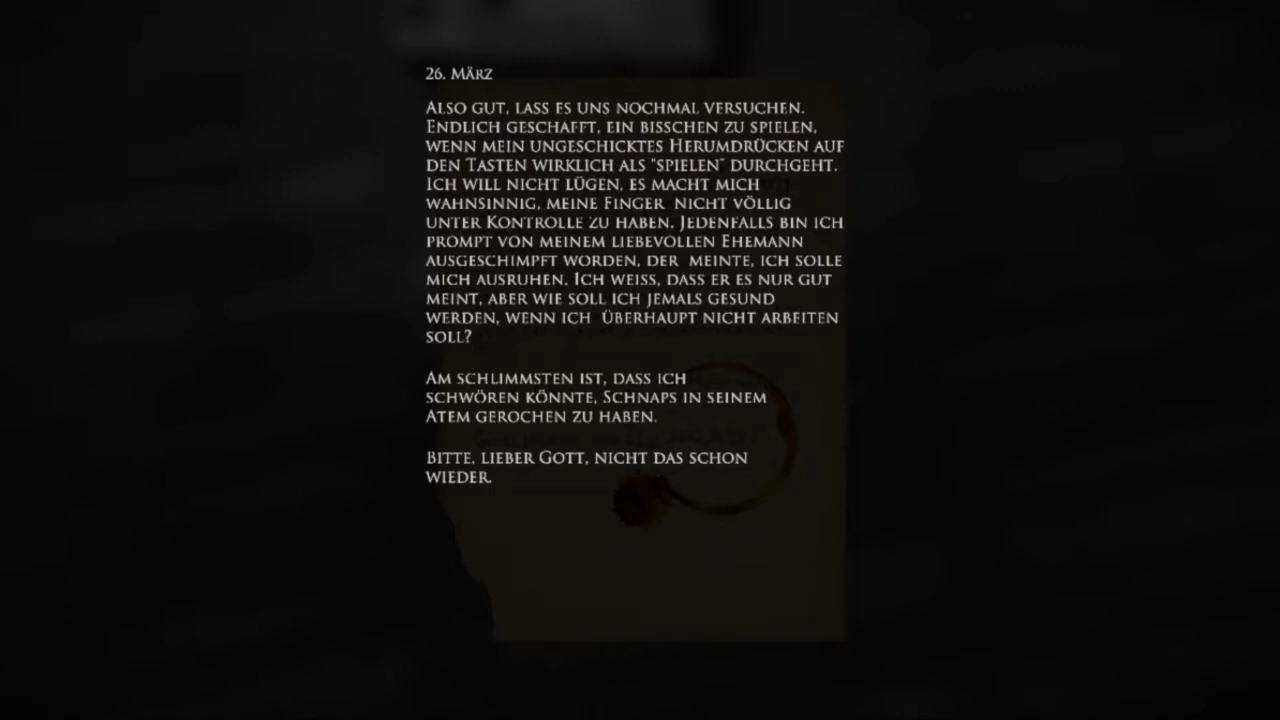 26. März
Also gut, lass es uns nochmal versuchen.
Endlich geschafft, ein bisschen zu spielen,
wenn mein ungeschicktes Herumdrücken auf
den Tasten wirklich als "spielen" durchgeht.
Ich will nicht lügen, es macht mich
wahnsinnig, meine Finger nicht völlig
unter Kontrolle zu haben. Jedenfalls bin ich
prompt von meinem liebevollen Ehemann
ausgeschimpft worden, der meinte, ich solle
mich ausruhen. Ich weiss, dass er es nur gut
meint, aber wie soll ich jemals gesund
werden, wenn ich überhaupt nicht arbeiten
soll?
Am schlimmsten ist, dass ich
schwören könnte, Schnaps in seinem
Atem gerochen zu haben.
Bitte, lieber Gott, nicht das schon
wieder.